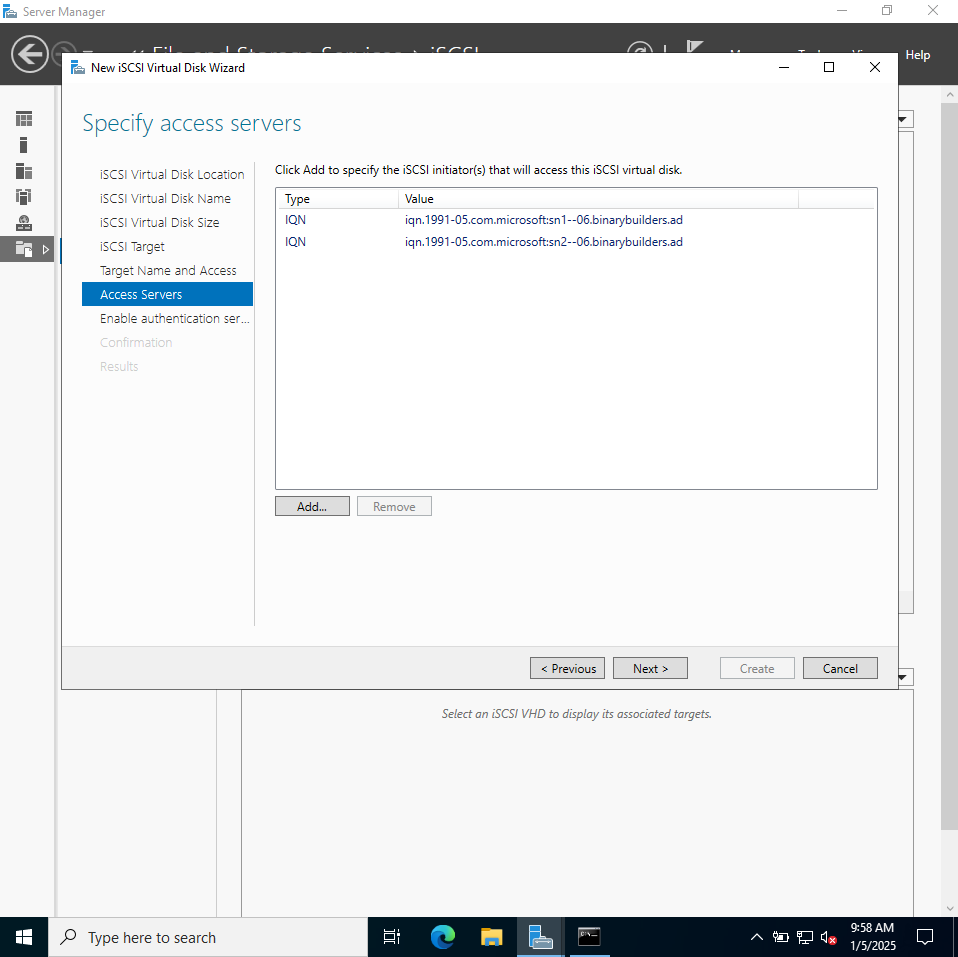 Server Manager
File and Storage Services
iSCSI
Help
New iSCSI Virtual Disk Wizard
Specify access servers
iSCSI Virtual Disk Location
iSCSI Virtual Disk Name
iSCSI Virtual Disk Size
iSCSI Target
Target Name and Access
Access Servers
Enable authentication ser...
Confirmation
Results
Click Add to specify the iSCSI initiator(s) that will access this iSCSI virtual disk.
Type Value
IQN iqn.1991-05.com.microsoft:sn1--06.binarybuilders.ad
IQN iqn.1991-05.com.microsoft:sn2--06.binarybuilders.ad
Add... Remove
< Previous Next > Create Cancel
Select an iSCSI VHD to display its associated targets.
Type here to search
9:58 AM
1/5/2025